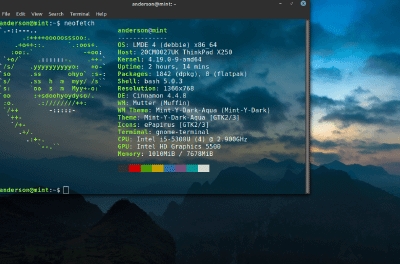 anderson@mint: ~
File Edit View Search Terminal Help
anderson@mint:~$ neofetch
anderson@mint
-------------
OS: LMDE 4 (debbie) x86_64
Host: 20CM0027UK ThinkPad X250
Kernel: 4.19.0-9-amd64
Uptime: 2 hours, 14 mins
Packages: 1842 (dpkg), 8 (flatpak)
Shell: bash 5.0.3
Resolution: 1366x768
DE: Cinnamon 4.4.8
WM: Mutter (Muffin)
WM Theme: Mint-Y-Dark-Aqua (Mint-Y-Dark)
Theme: Mint-Y-Dark-Aqua [GTK2/3]
Icons: ePapirus [GTK2/3]
Terminal: gnome-terminal
CPU: Intel i5-5300U (4) @ 2.900GHz
GPU: Intel HD Graphics 5500
Memory: 1010MiB / 7678MiB
anderson@mint:~$